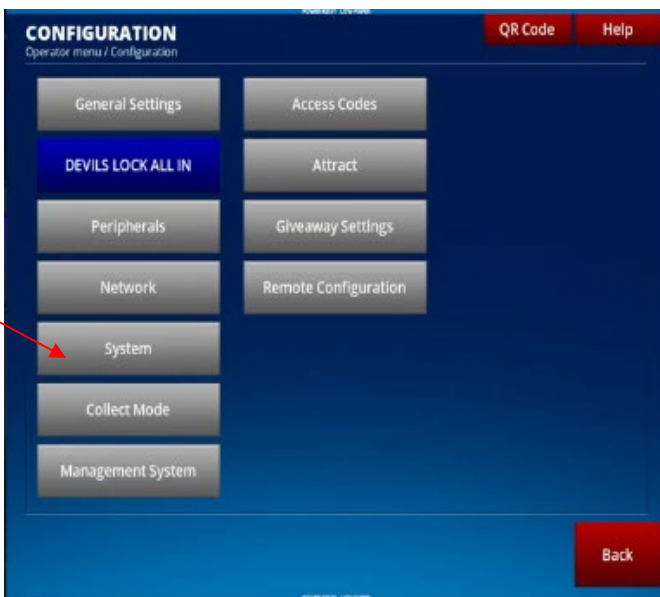 CONFIGURATION
Operator menu / Configuration
QR Code
Help
General Settings
Access Codes
DEVILS LOCK ALL IN
Attract
Peripherals
Giveaway Settings
Network
Remote Configuration
System
Collect Mode
Management System
Back